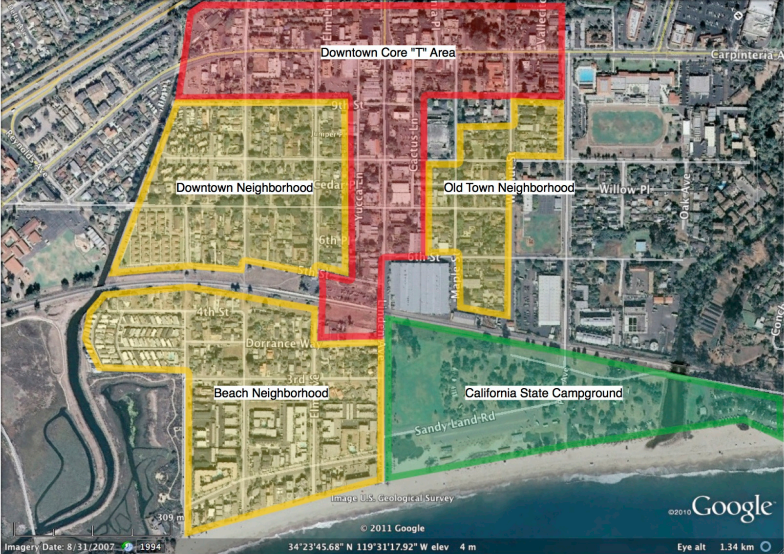 Downtown Core "T" Area
Carpinteria A
9th St
Juniper
Cactus Ln
Downtown Neighborhood
Cedar Pl
Yucca Ln
Old Town Neighborhood
Willow Pl
Oak Ave
6th Pl
6th St
5th St
Maple
4th St
Dorrance Way
3rd
Beach Neighborhood
California State Campground
Sandy Land Rd
Image U.S. Geological Survey
309 m
©2010 Google
© 2011 Google
Imagery Date: 8/31/2007 1994 34°23'45.68" N 119°31'17.92" W elev 4 m Eye alt 1.34 km